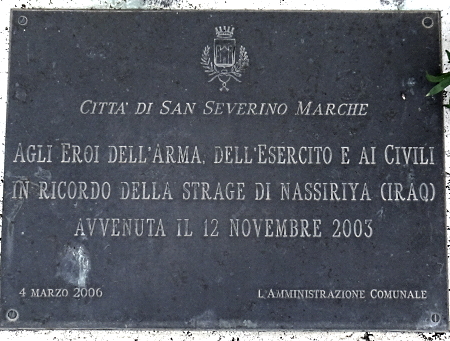 CITTA' DI SAN SEVERINO MARCHE
AGLI EROI DELL'ARMA, DELL'ESERCITO E AI CIVILI
IN RICORDO DELLA STRAGE DI NASSIRIYA (IRAQ)
AVVENUTA IL 12 NOVEMBRE 2003
4 MARZO 2006
L'AMMINISTRAZIONE COMUNALE